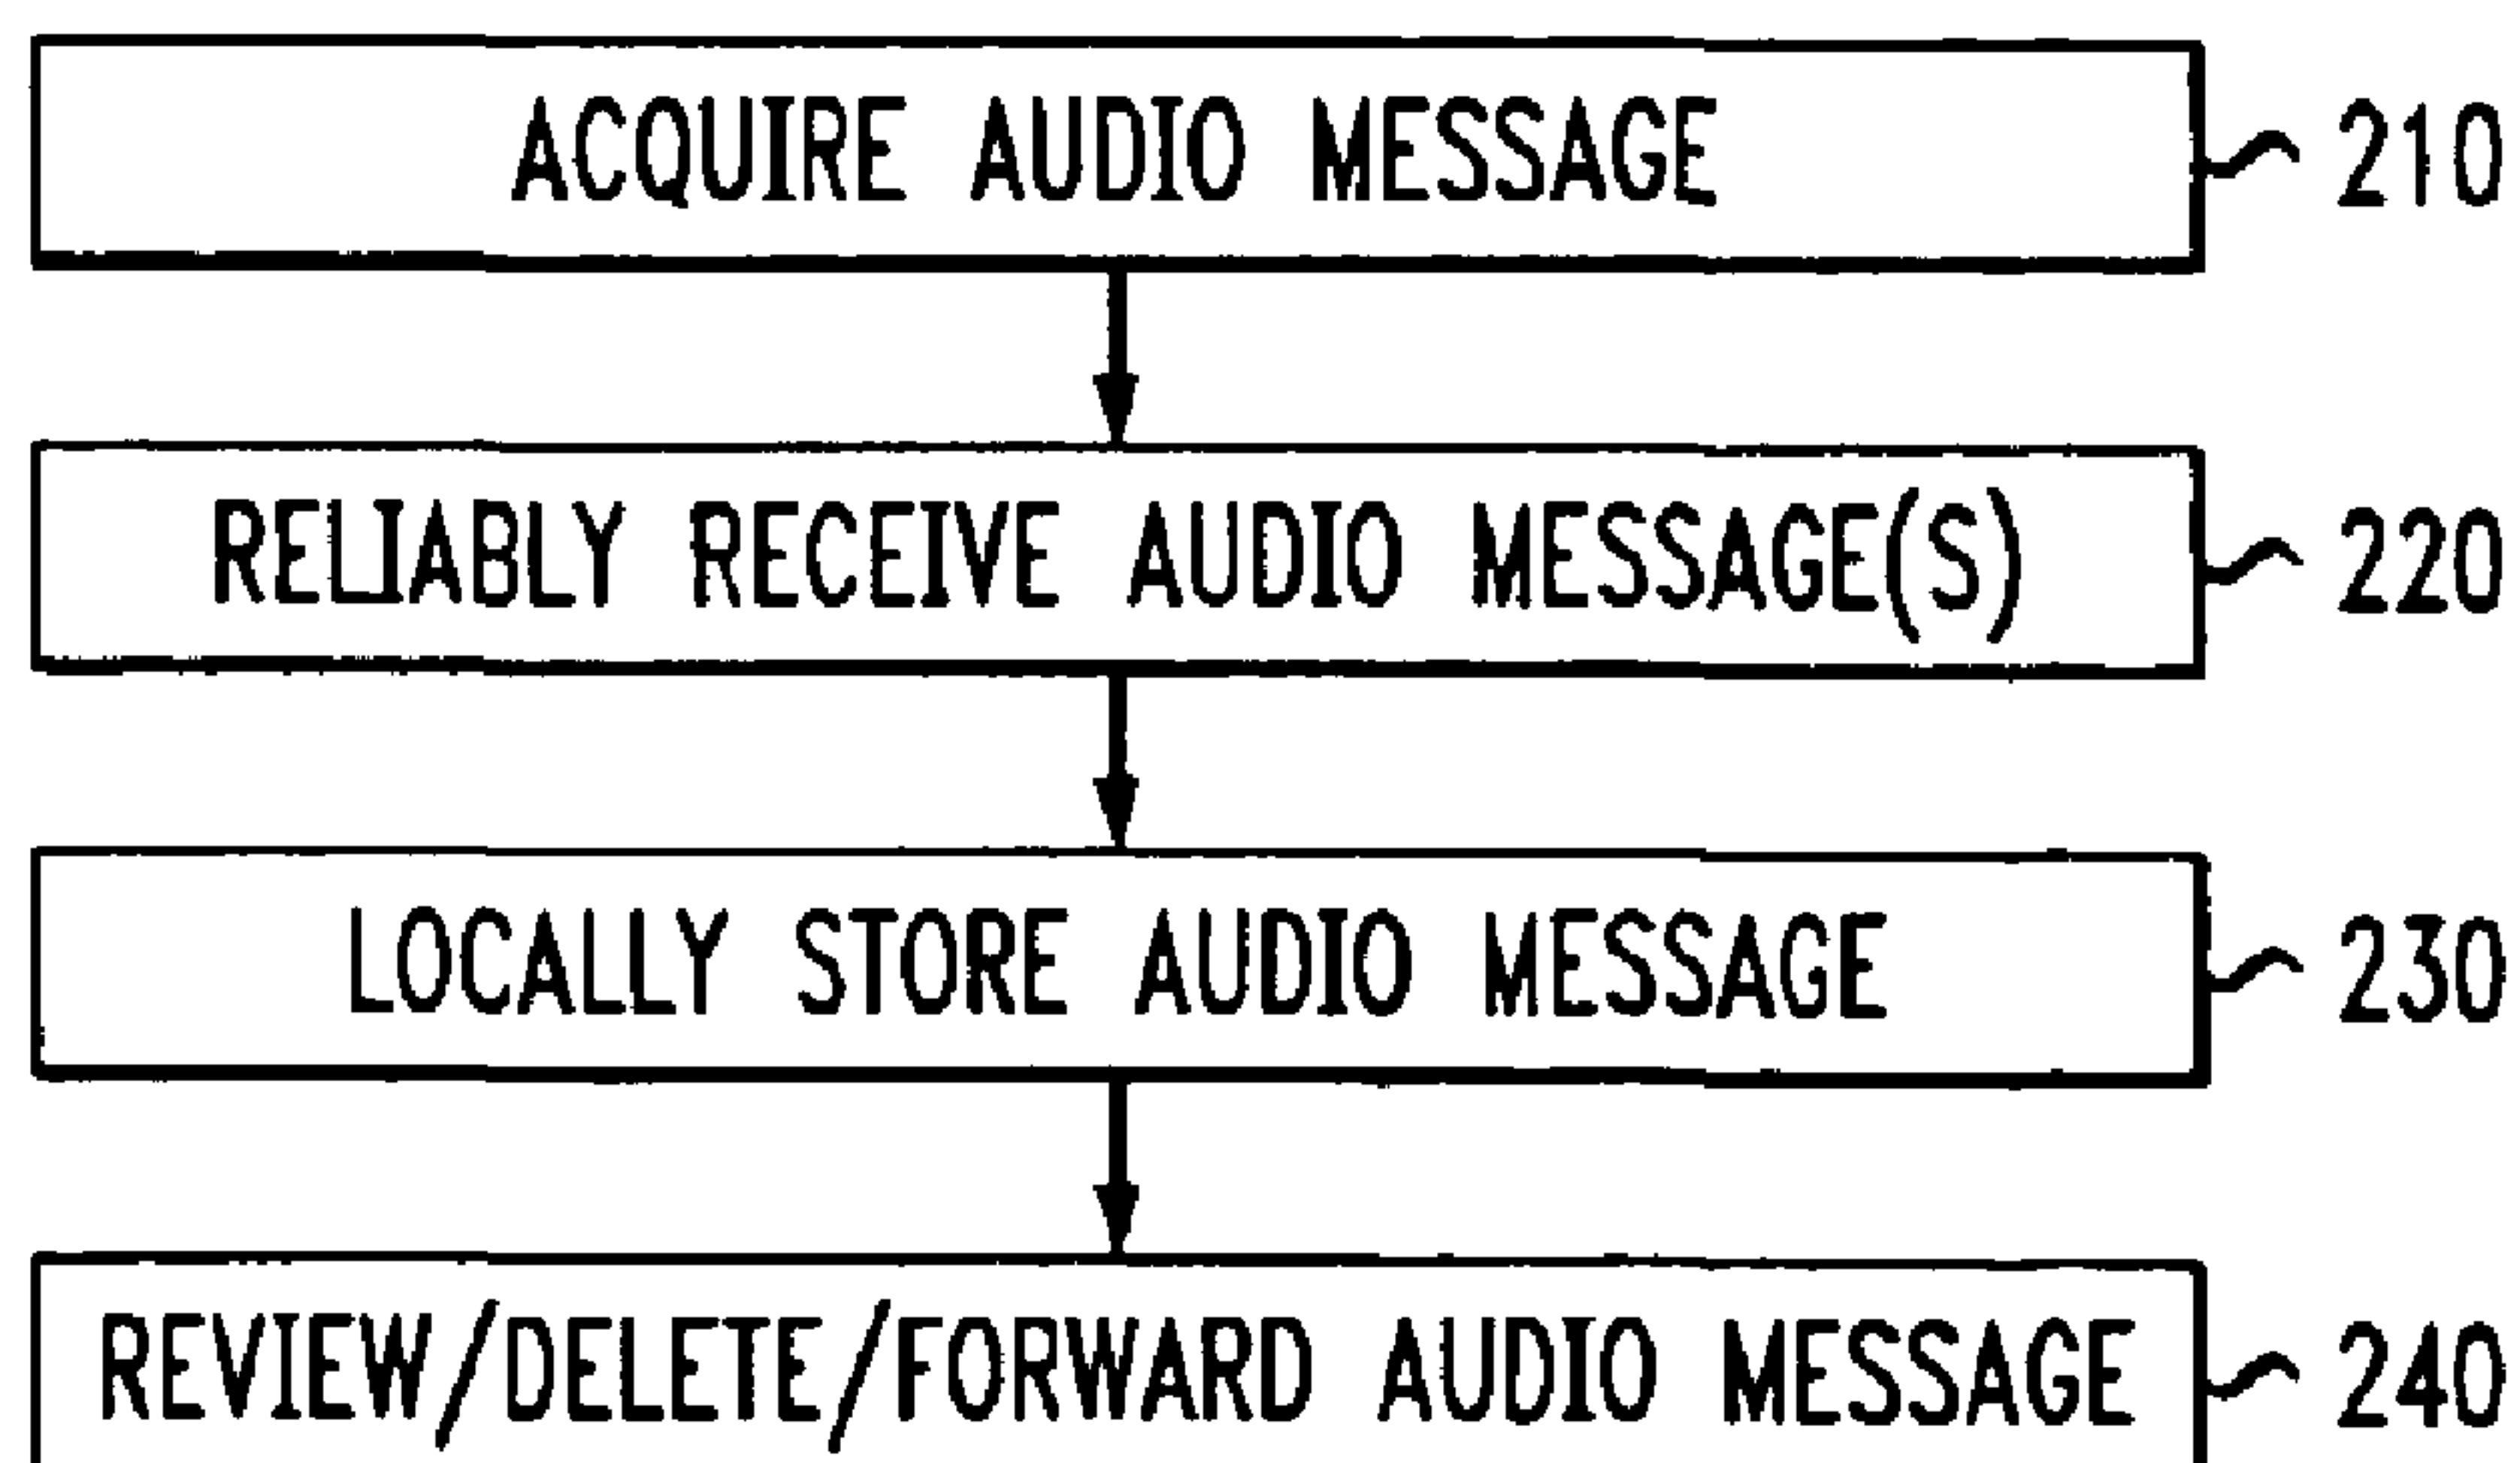 ACQUIRE AUDIO MESSAGE 210
RELIABLY RECEIVE AUDIO MESSAGE(S) 220
LOCALLY STORE AUDIO MESSAGE 230
REVIEW/DELETE/FORWARD AUDIO MESSAGE 240